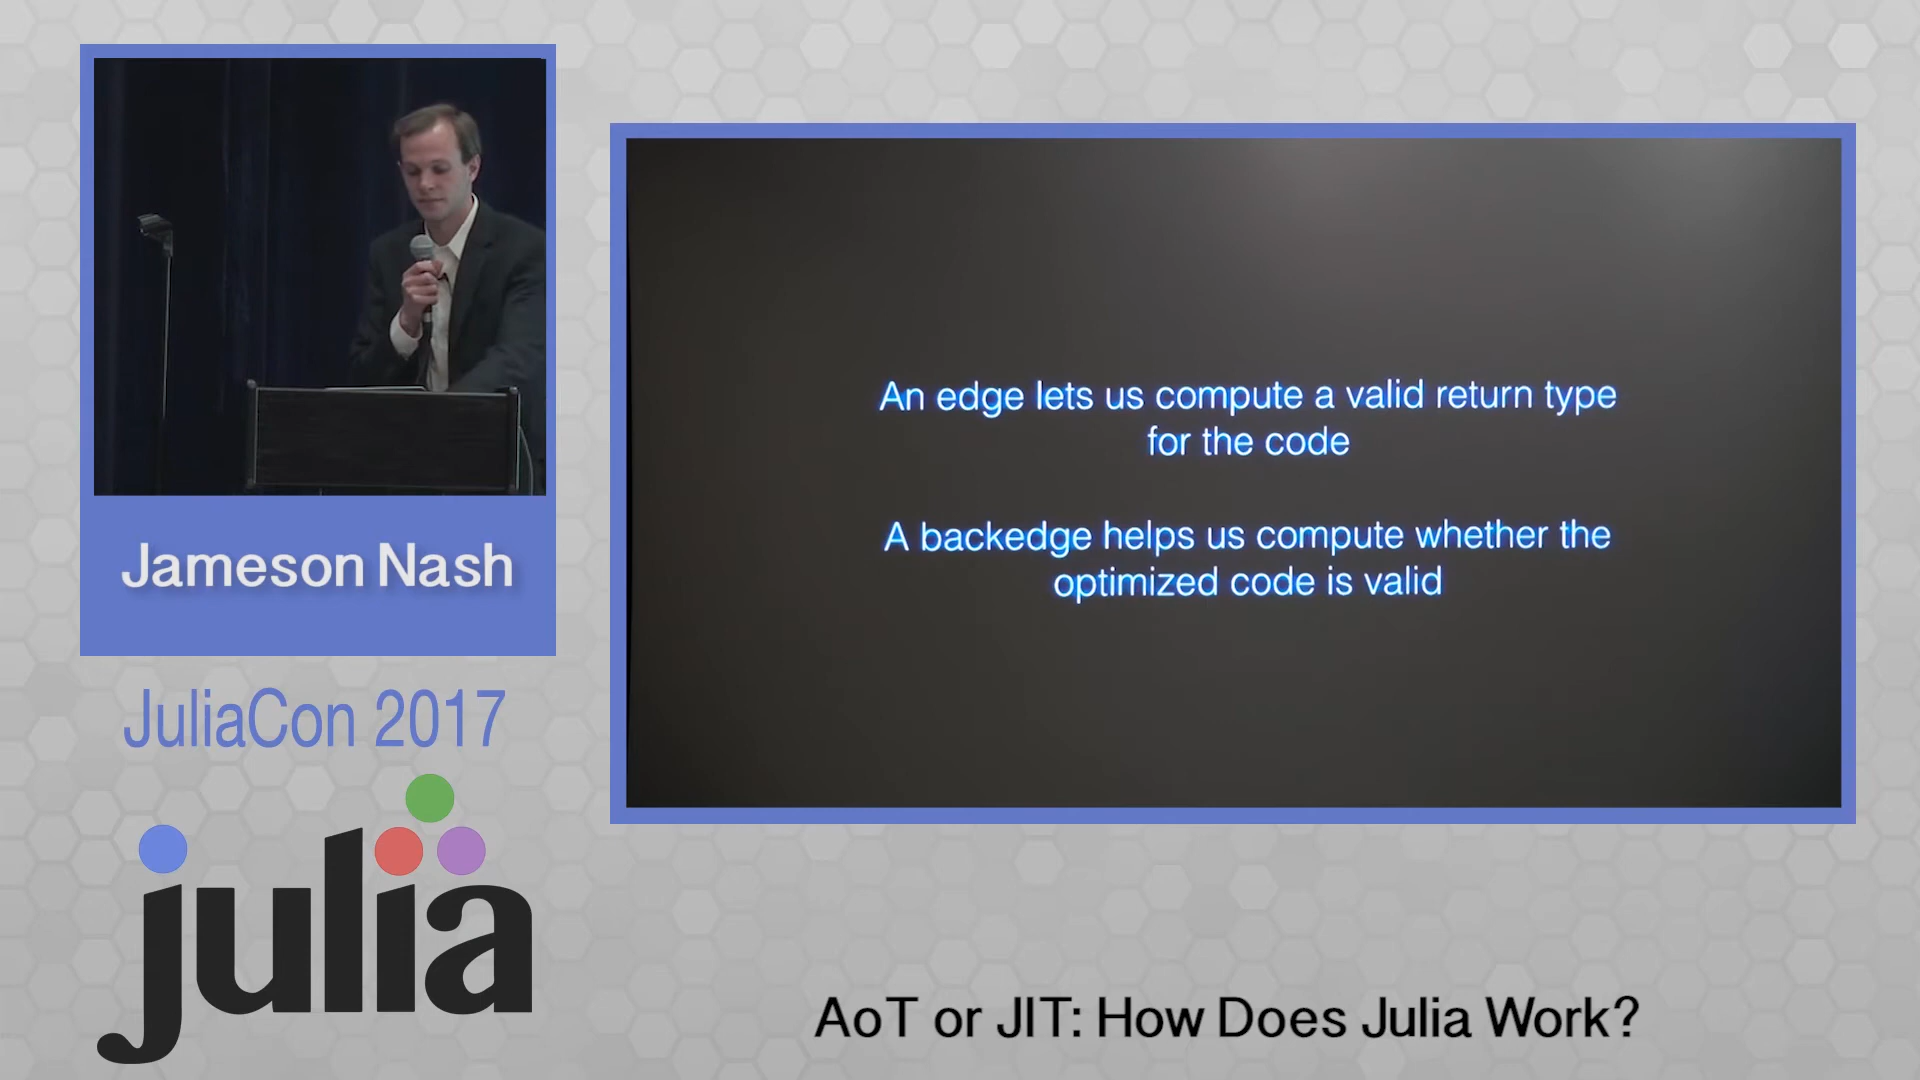 Jameson Nash
JuliaCon 2017
julia
An edge lets us compute a valid return type
for the code
A backedge helps us compute whether the
optimized code is valid
AoT or JIT: How Does Julia Work?